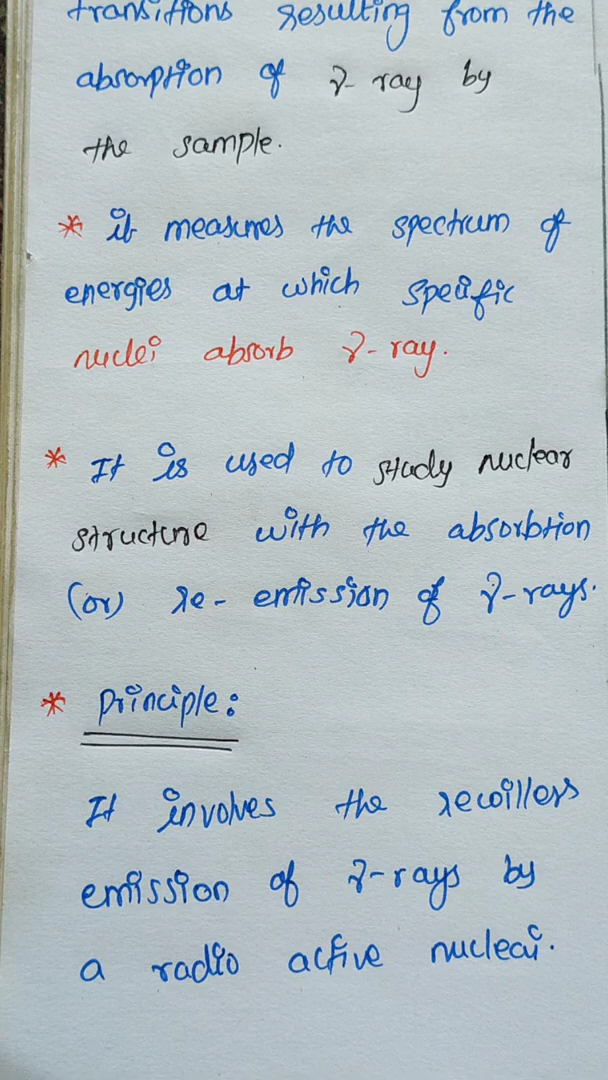 transitions resulting from the
absorption of γ- ray by
the sample.
* it measures the spectrum of
energies at which specific
nuclei absorb γ-ray.
* It is used to study nuclear
structure with the absorbtion
(or) re- emission of γ-rays.
* principle:
It involves the recoilless
emission of γ-rays by
a radio active nucleai.